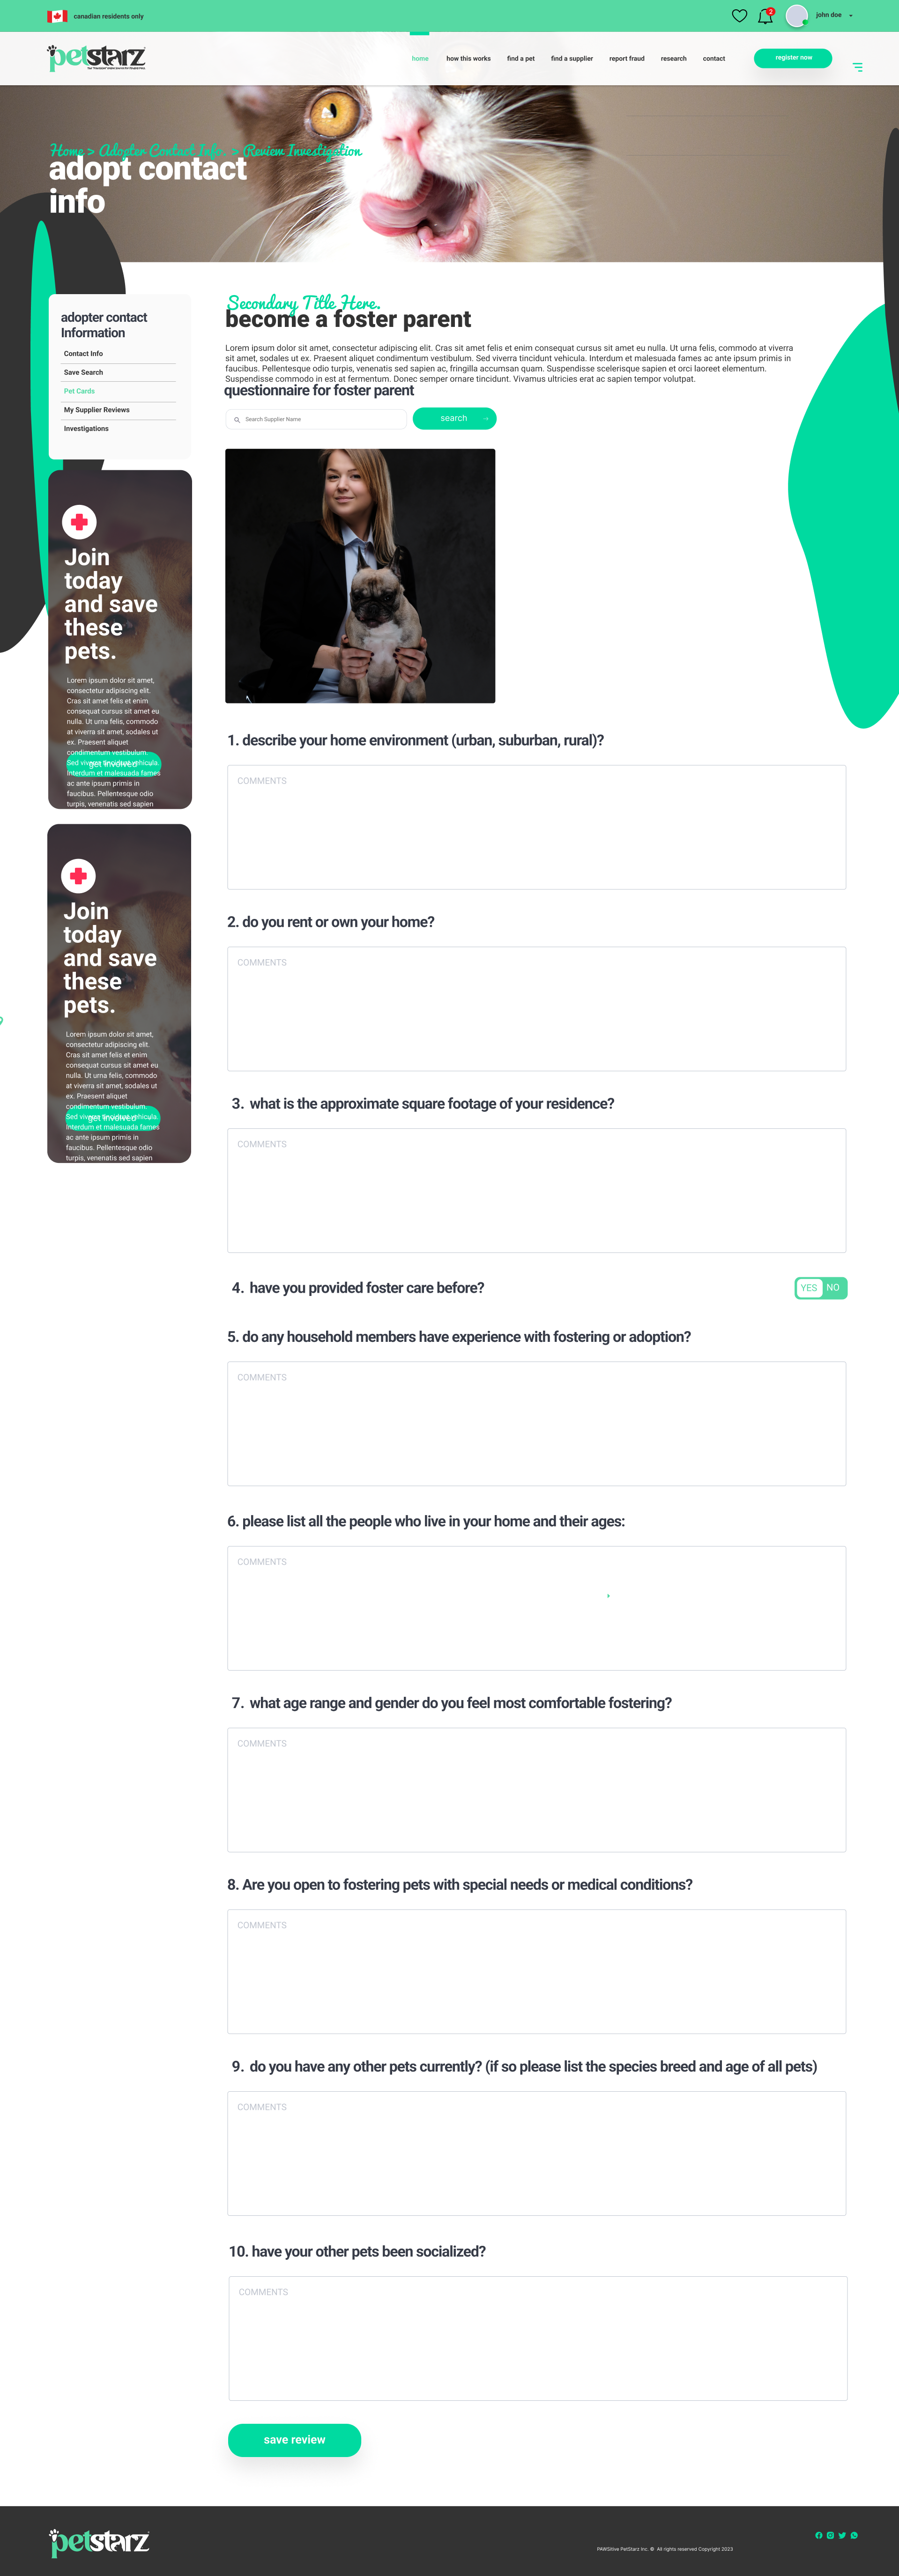 canadian residents only
2
john doe
petstarz
home
how this works
find a pet
find a supplier
report fraud
research
contact
register now
Home > Adopter Contact Info. > Review Investigation
adopt contact
info
adopter contact
Information
Contact Info
Save Search
Pet Cards
My Supplier Reviews
Investigations
Secondary Title Here.
become a foster parent
Lorem ipsum dolor sit amet, consectetur adipiscing elit. Cras sit amet felis et enim consequat cursus sit amet eu nulla. Ut urna felis, commodo at viverra
sit amet, sodales ut ex. Praesent aliquet condimentum vestibulum. Sed viverra tincidunt vehicula. Interdum et malesuada fames ac ante ipsum primis in
faucibus. Pellentesque odio turpis, venenatis sed sapien ac, fringilla accumsan quam. Suspendisse scelerisque sapien et orci laoreet elementum.
Suspendisse commodo in est at fermentum. Donec semper ornare tincidunt. Vivamus ultricies erat ac sapien tempor volutpat.
questionnaire for foster parent
Search Supplier Name
search
Join
today
and save
these
pets.
Lorem ipsum dolor sit amet,
consectetur adipiscing elit.
Cras sit amet felis et enim
consequat cursus sit amet eu
nulla. Ut urna felis, commodo
at viverra sit amet, sodales ut
ex. Praesent aliquet
condimentum vestibulum.
Sed viverra tincidunt vehicula.
get involved
Interdum et malesuada fames
ac ante ipsum primis in
faucibus. Pellentesque odio
turpis, venenatis sed sapien
Join
today
and save
these
pets.
Lorem ipsum dolor sit amet,
consectetur adipiscing elit.
Cras sit amet felis et enim
consequat cursus sit amet eu
nulla. Ut urna felis, commodo
at viverra sit amet, sodales ut
ex. Praesent aliquet
condimentum vestibulum.
Sed viverra tincidunt vehicula.
get involved
Interdum et malesuada fames
ac ante ipsum primis in
faucibus. Pellentesque odio
turpis, venenatis sed sapien
1. describe your home environment (urban, suburban, rural)?
COMMENTS
2. do you rent or own your home?
COMMENTS
3. what is the approximate square footage of your residence?
COMMENTS
4. have you provided foster care before?
YES NO
5. do any household members have experience with fostering or adoption?
COMMENTS
6. please list all the people who live in your home and their ages:
COMMENTS
7. what age range and gender do you feel most comfortable fostering?
COMMENTS
8. Are you open to fostering pets with special needs or medical conditions?
COMMENTS
9. do you have any other pets currently? (if so please list the species breed and age of all pets)
COMMENTS
10. have your other pets been socialized?
COMMENTS
save review
petstarz
PAWSitive PetStarz Inc. © All rights reserved Copyright 2023